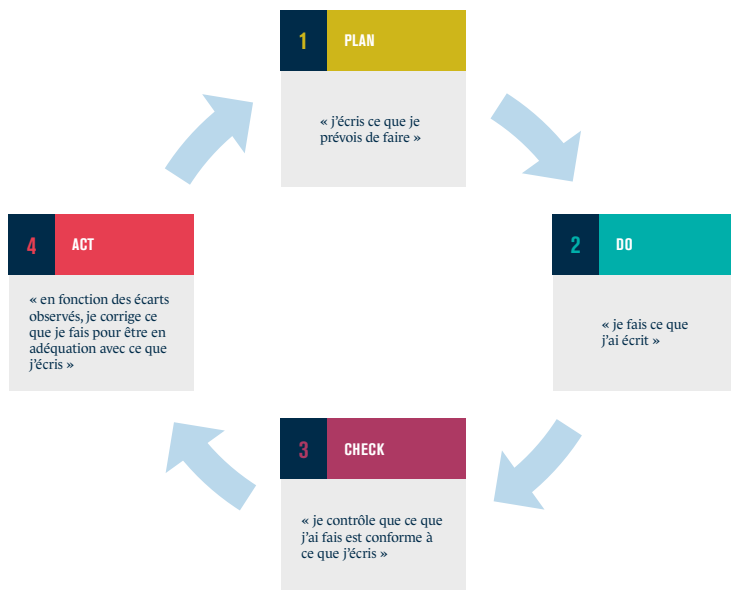 1
PLAN
« j'écris ce que je
prévois de faire »
2
DO
« je fais ce que
j'ai écrit »
3
CHECK
« je contrôle que ce que
j'ai fais est conforme à
ce que j'écris »
4
ACT
« en fonction des écarts
observés, je corrige ce
que je fais pour être en
adéquation avec ce que
j'écris »